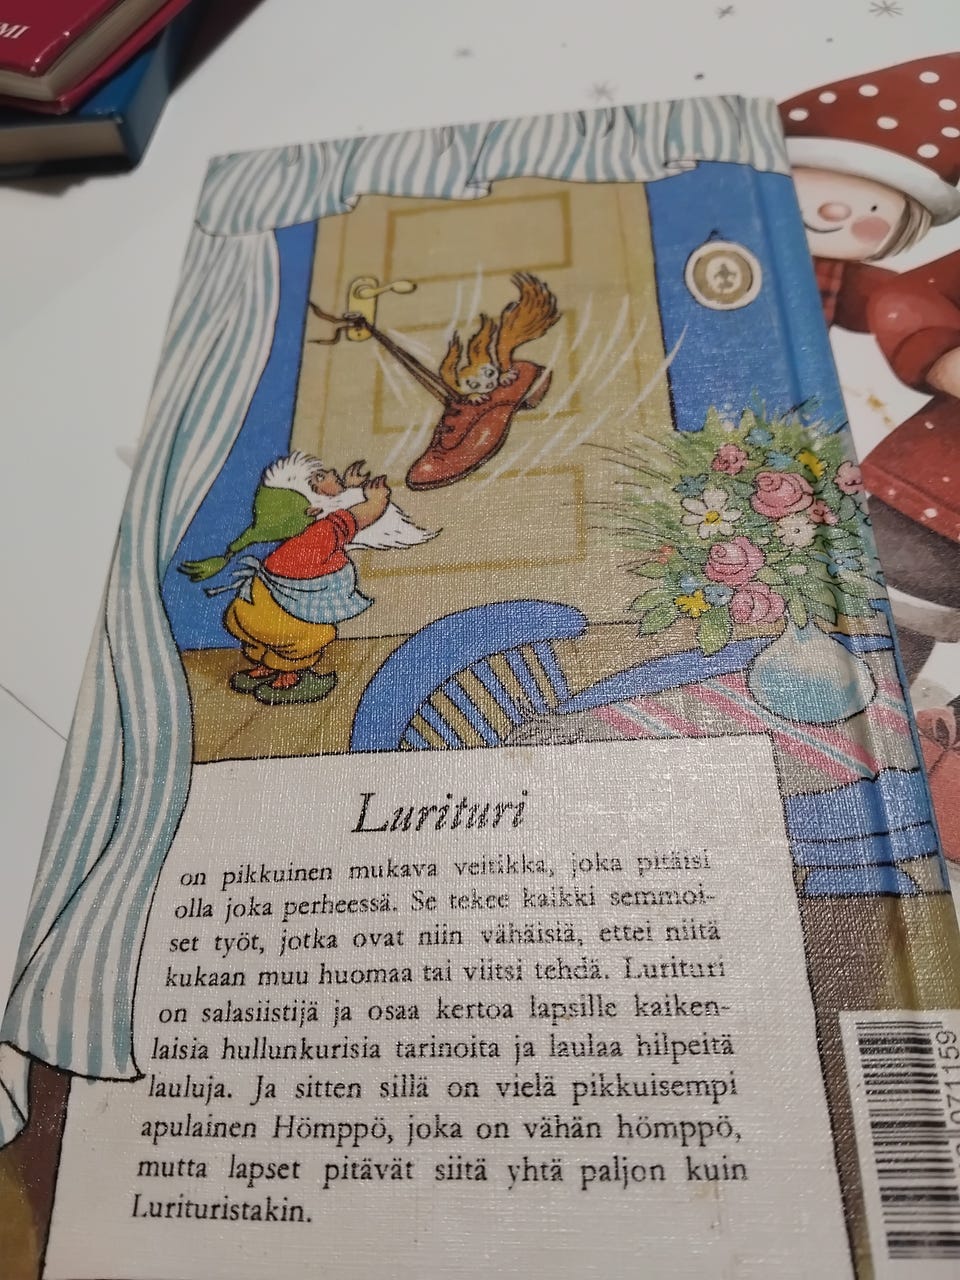 MI
Lurituri
on pikkuinen mukava veitikka, joka pitäisi
olla joka perheessä. Se tekee kaikki semmoi-
set työt, jotka ovat niin vähäisiä, ettei niitä
kukaan muu huomaa tai viitsi tehdä. Lurituri
on salasiistijä ja osaa kertoa lapsille kaiken-
laisia hullunkurisia tarinoita ja laulaa hilpeitä
lauluja. Ja sitten sillä on vielä pikkuisempi
apulainen Hömppö, joka on vähän hömppö,
mutta lapset pitävät siitä yhtä paljon kuin
Lurituristakin.
071159